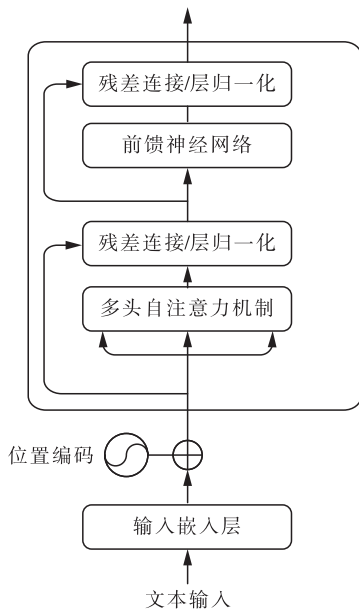 残差连接/层归一化
前馈神经网络
残差连接/层归一化
多头自注意力机制
位置编码
输入嵌入层
文本输入